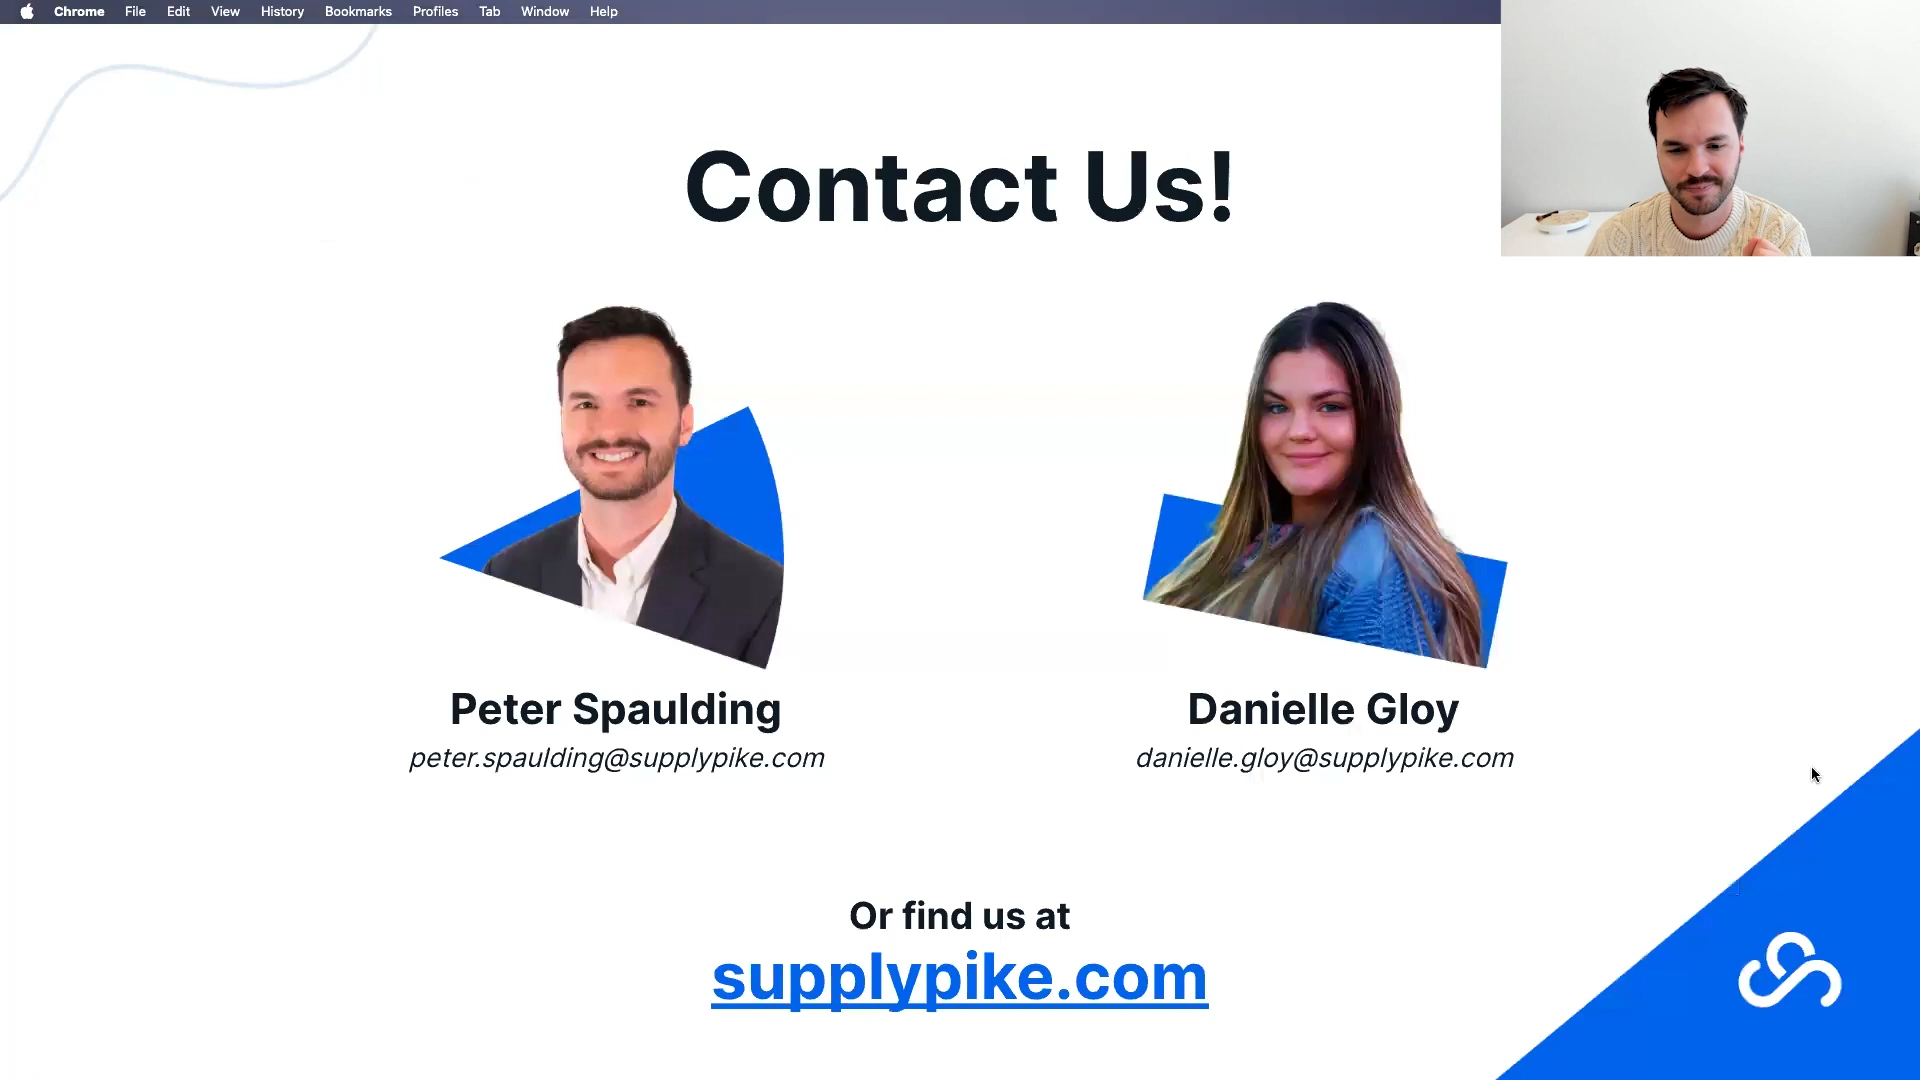 Chrome File Edit View History Bookmarks Profiles Tab Window Help
Contact Us!
Peter Spaulding
peter.spaulding@supplypike.com
Danielle Gloy
danielle.gloy@supplypike.com
Or find us at
supplypike.com